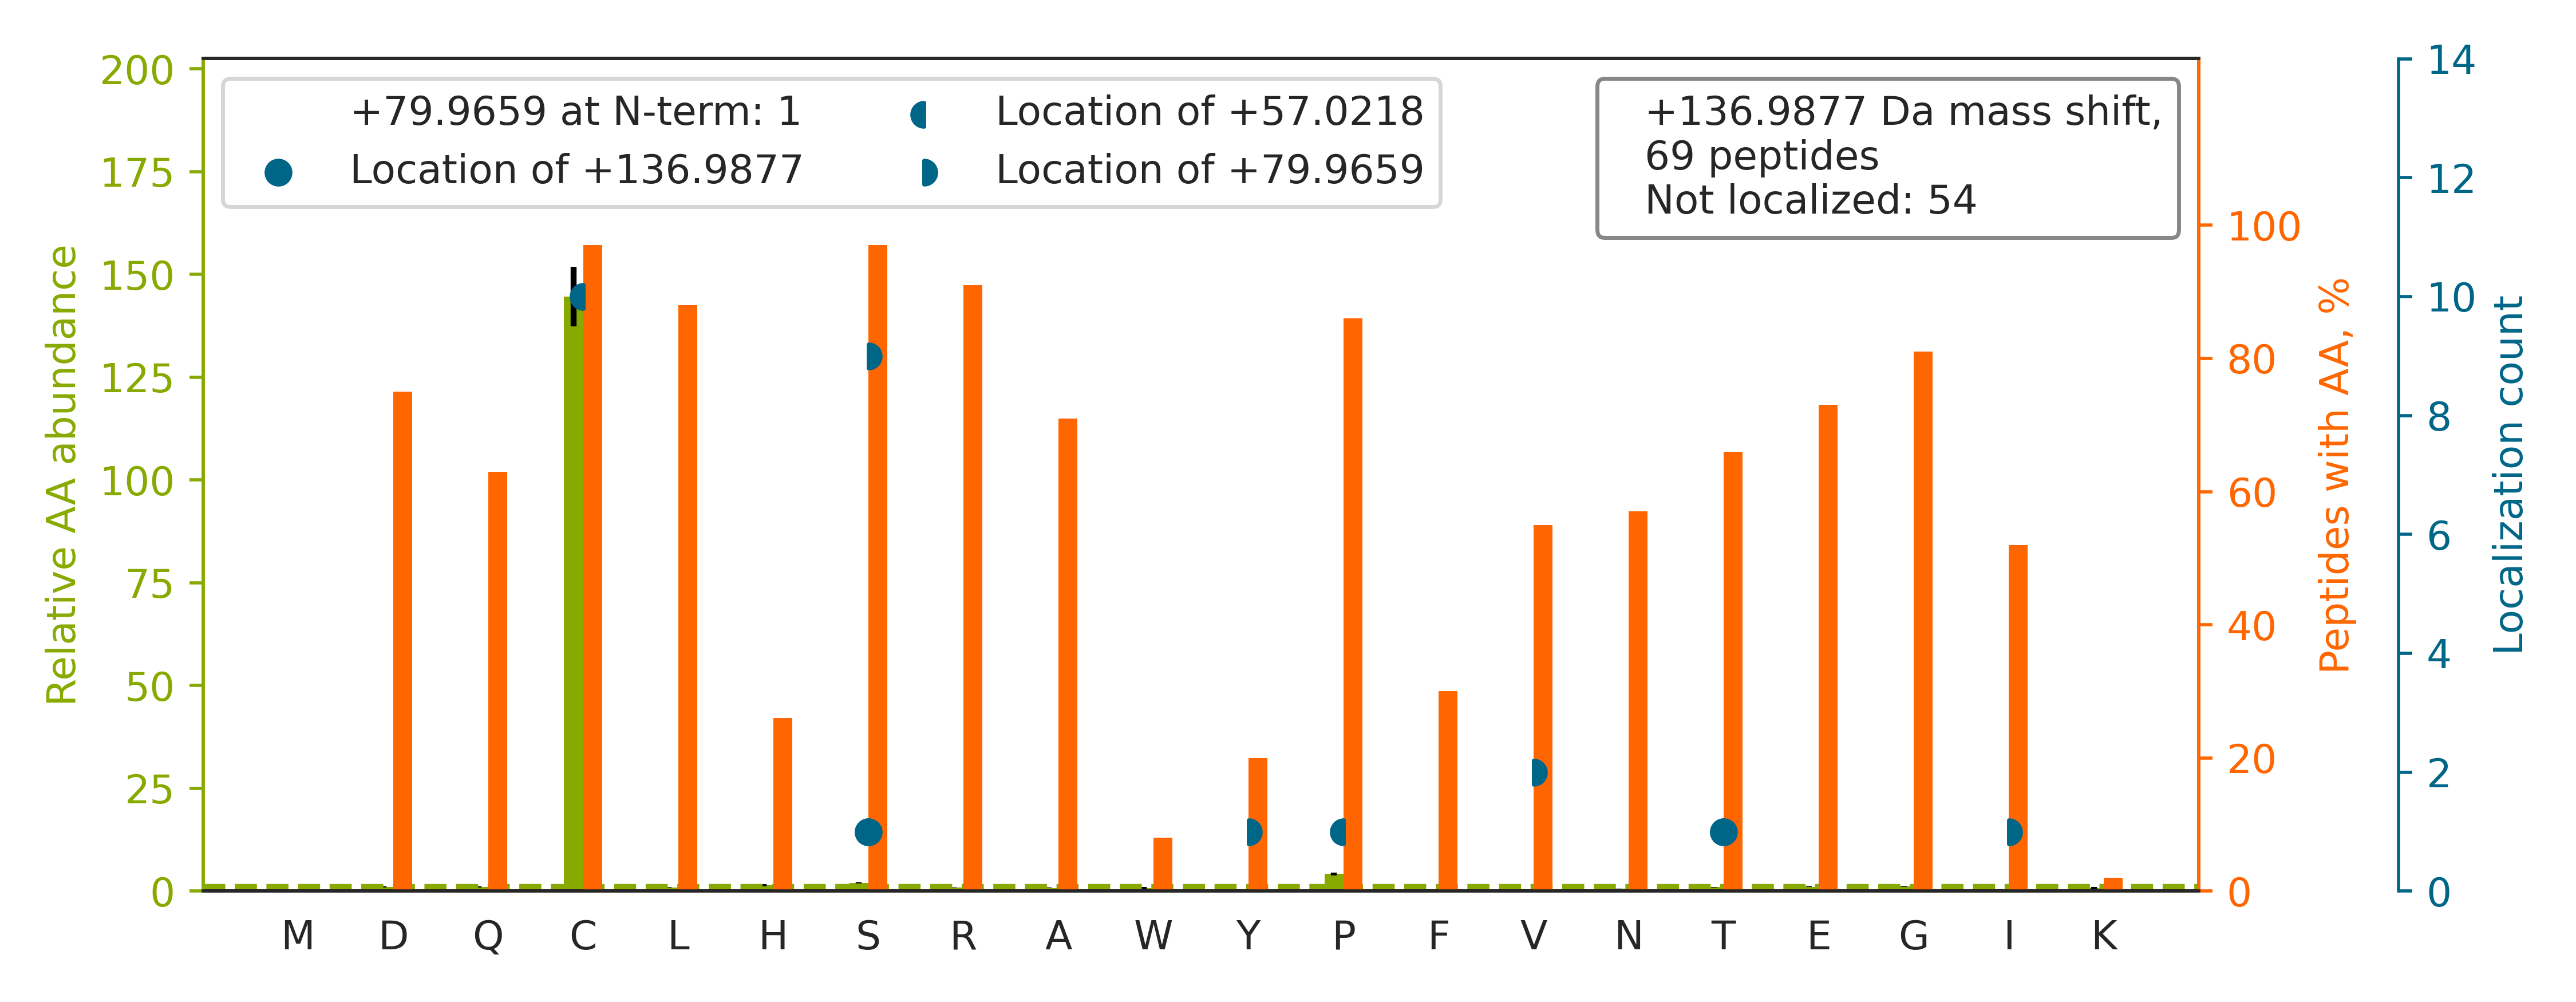 +79.9659 at N-term: 1
Location of +136.9877
Location of +57.0218
Location of +79.9659
+136.9877 Da mass shift,
69 peptides
Not localized: 54
Relative AA abundance
200
175
150
125
100
75
50
25
0
100
80
60
40
20
0
Peptides with AA, %
14
12
10
8
6
4
2
0
Localization count
M D Q C L H S R A W Y P F V N T E G I K